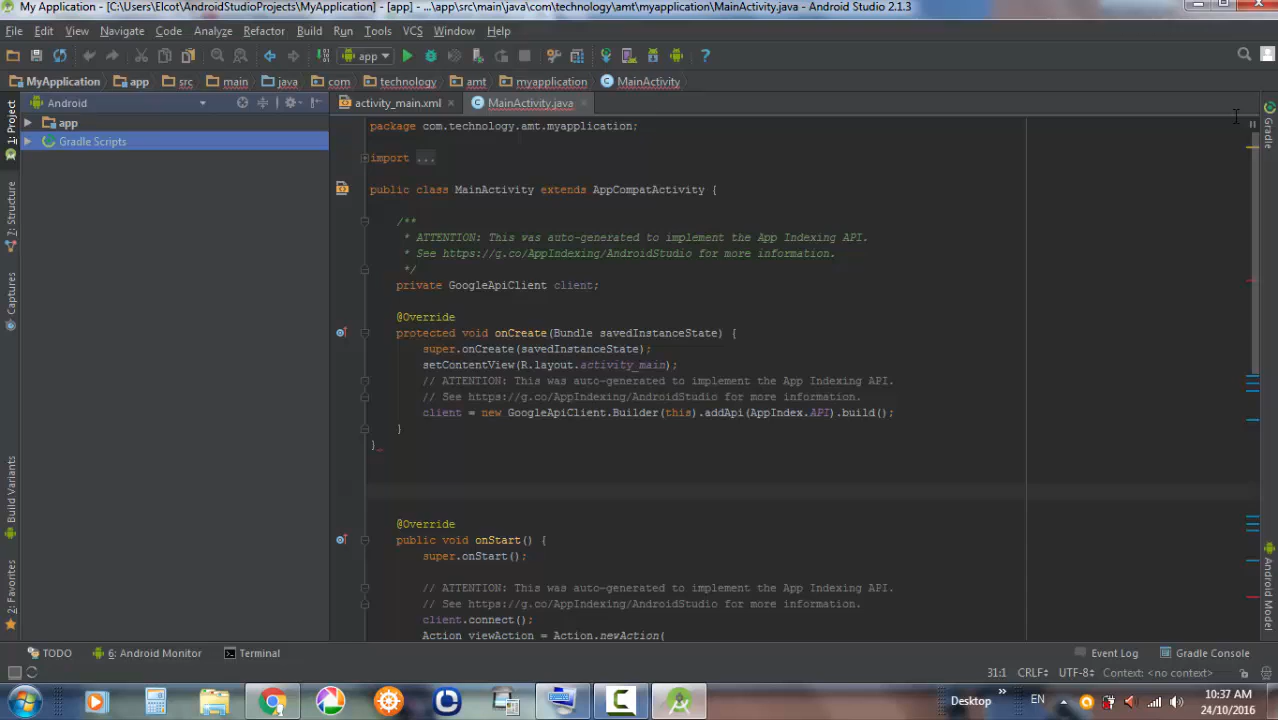 My Application - [C:\Users\Elcot\AndroidStudioProjects\MyApplication] - [app] - ...\app\src\main\java\com\technology\amt\myapplication\MainActivity.java - Android Studio 2.1.3
File Edit View Navigate Code Analyze Refactor Build Run Tools VCS Window Help
app
MyApplication app src main java com technology amt myapplication MainActivity
Android
activity_main.xml MainActivity.java
1: Project
7: Structure
Captures
Build Variants
2: Favorites
app
Gradle Scripts
package com.technology.amt.myapplication;
import ...
public class MainActivity extends AppCompatActivity {
/**
* ATTENTION: This was auto-generated to implement the App Indexing API.
* See https://g.co/AppIndexing/AndroidStudio for more information.
*/
private GoogleApiClient client;
@Override
protected void onCreate(Bundle savedInstanceState) {
super.onCreate(savedInstanceState);
setContentView(R.layout.activity_main);
// ATTENTION: This was auto-generated to implement the App Indexing API.
// See https://g.co/AppIndexing/AndroidStudio for more information.
client = new GoogleApiClient.Builder(this).addApi(AppIndex.API).build();
}
}
@Override
public void onStart() {
super.onStart();
// ATTENTION: This was auto-generated to implement the App Indexing API.
// See https://g.co/AppIndexing/AndroidStudio for more information.
client.connect();
Action viewAction = Action.newAction(
Gradle
Android Model
TODO 6: Android Monitor Terminal Event Log Gradle Console
31:1 CRLF UTF-8 Context: <no context>
Desktop » EN 10:37 AM
24/10/2016